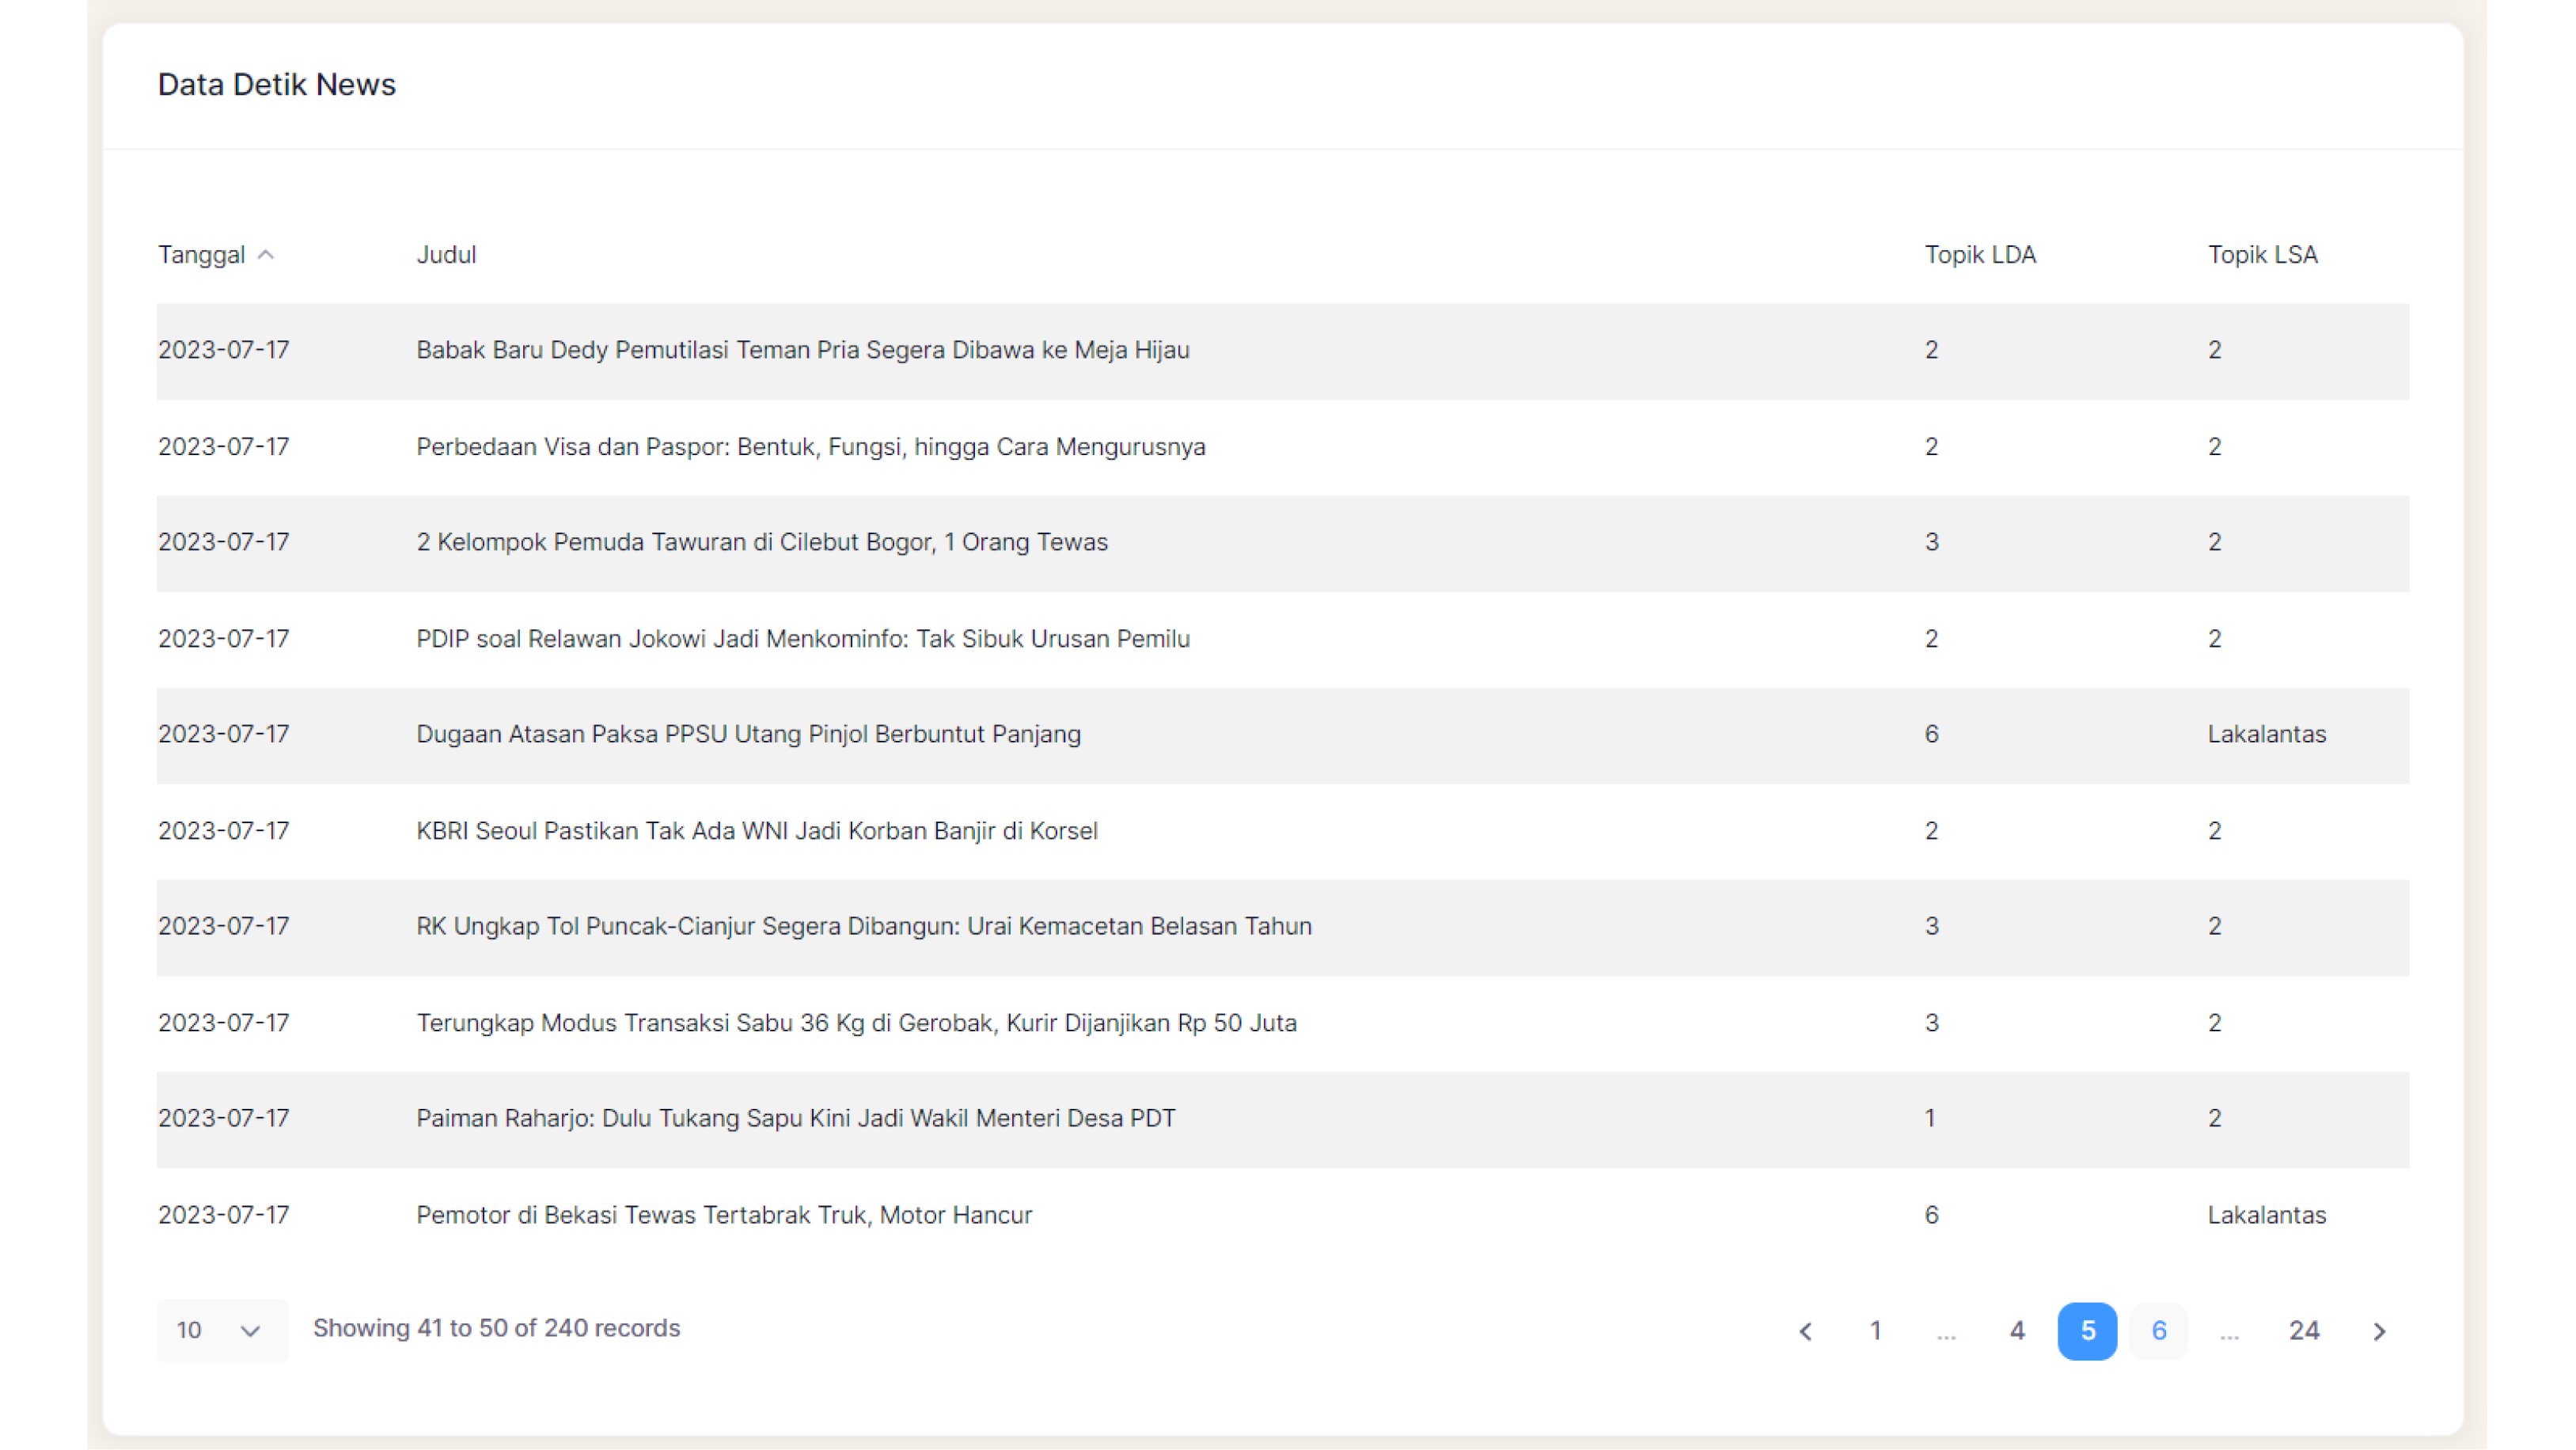 Data Detik News
Tanggal Judul Topik LDA Topik LSA
2023-07-17 Babak Baru Dedy Pemutilasi Teman Pria Segera Dibawa ke Meja Hijau 2 2
2023-07-17 Perbedaan Visa dan Paspor: Bentuk, Fungsi, hingga Cara Mengurusnya 2 2
2023-07-17 2 Kelompok Pemuda Tawuran di Cilebut Bogor, 1 Orang Tewas 3 2
2023-07-17 PDIP soal Relawan Jokowi Jadi Menkominfo: Tak Sibuk Urusan Pemilu 2 2
2023-07-17 Dugaan Atasan Paksa PPSU Utang Pinjol Berbuntut Panjang 6 Lakalantas
2023-07-17 KBRI Seoul Pastikan Tak Ada WNI Jadi Korban Banjir di Korsel 2 2
2023-07-17 RK Ungkap Tol Puncak-Cianjur Segera Dibangun: Urai Kemacetan Belasan Tahun 3 2
2023-07-17 Terungkap Modus Transaksi Sabu 36 Kg di Gerobak, Kurir Dijanjikan Rp 50 Juta 3 2
2023-07-17 Paiman Raharjo: Dulu Tukang Sapu Kini Jadi Wakil Menteri Desa PDT 1 2
2023-07-17 Pemotor di Bekasi Tewas Tertabrak Truk, Motor Hancur 6 Lakalantas
10 Showing 41 to 50 of 240 records 1 ... 4 5 6 ... 24